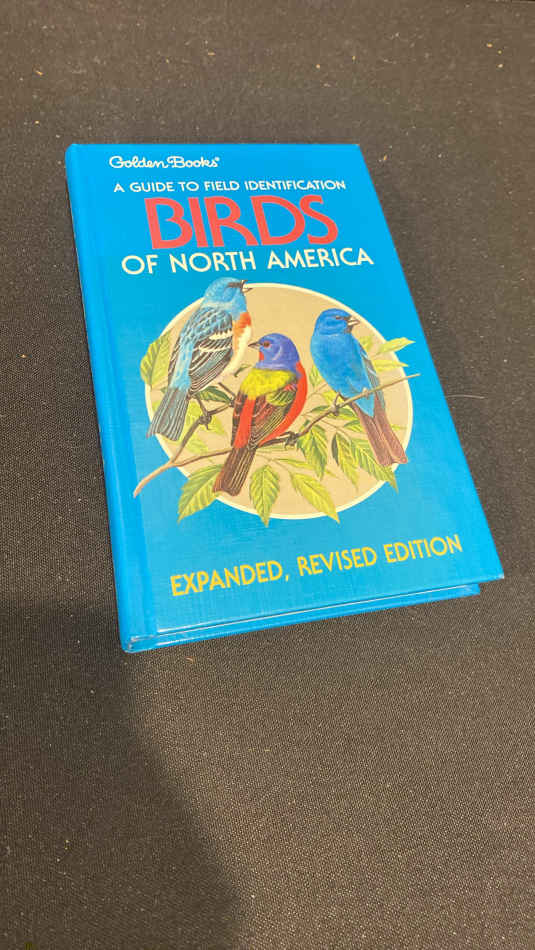 Golden Books®
A GUIDE TO FIELD IDENTIFICATION
BIRDS
OF NORTH AMERICA
EXPANDED, REVISED EDITION